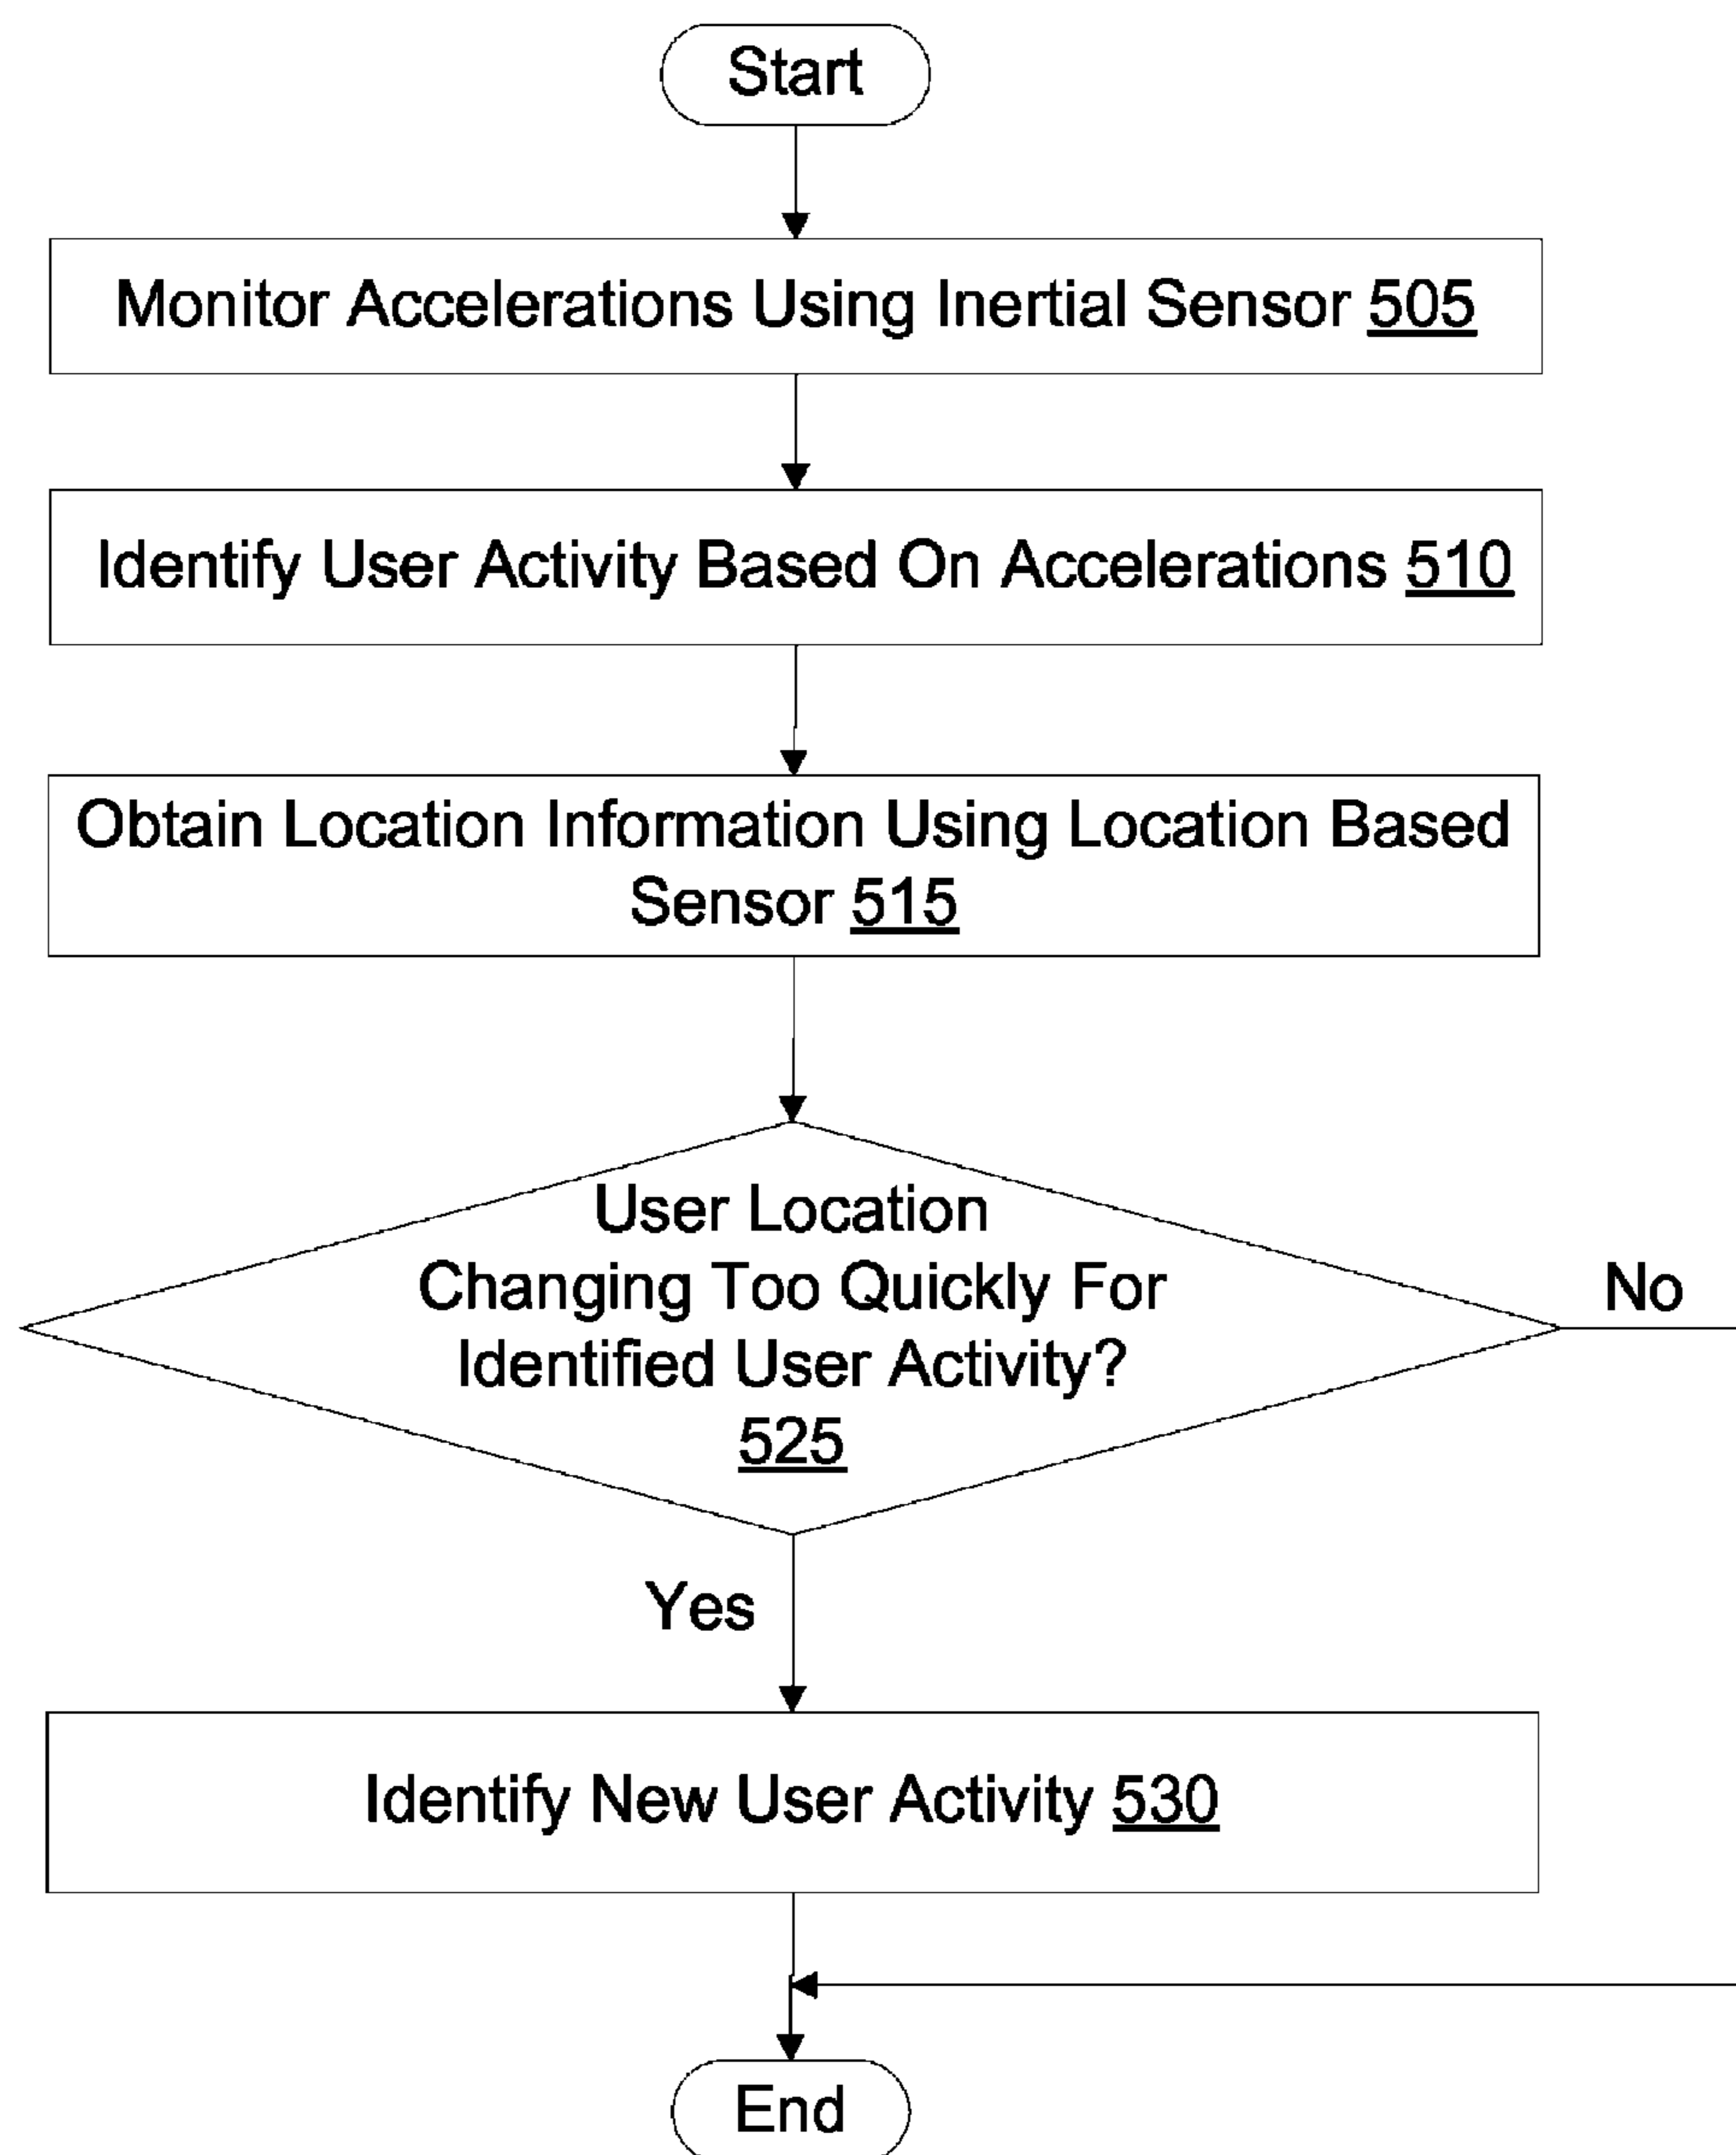 Start
Monitor Accelerations Using Inertial Sensor 505
Identify User Activity Based On Accelerations 510
Obtain Location Information Using Location Based
Sensor 515
User Location
Changing Too Quickly For
Identified User Activity?
525
No
Yes
Identify New User Activity 530
End